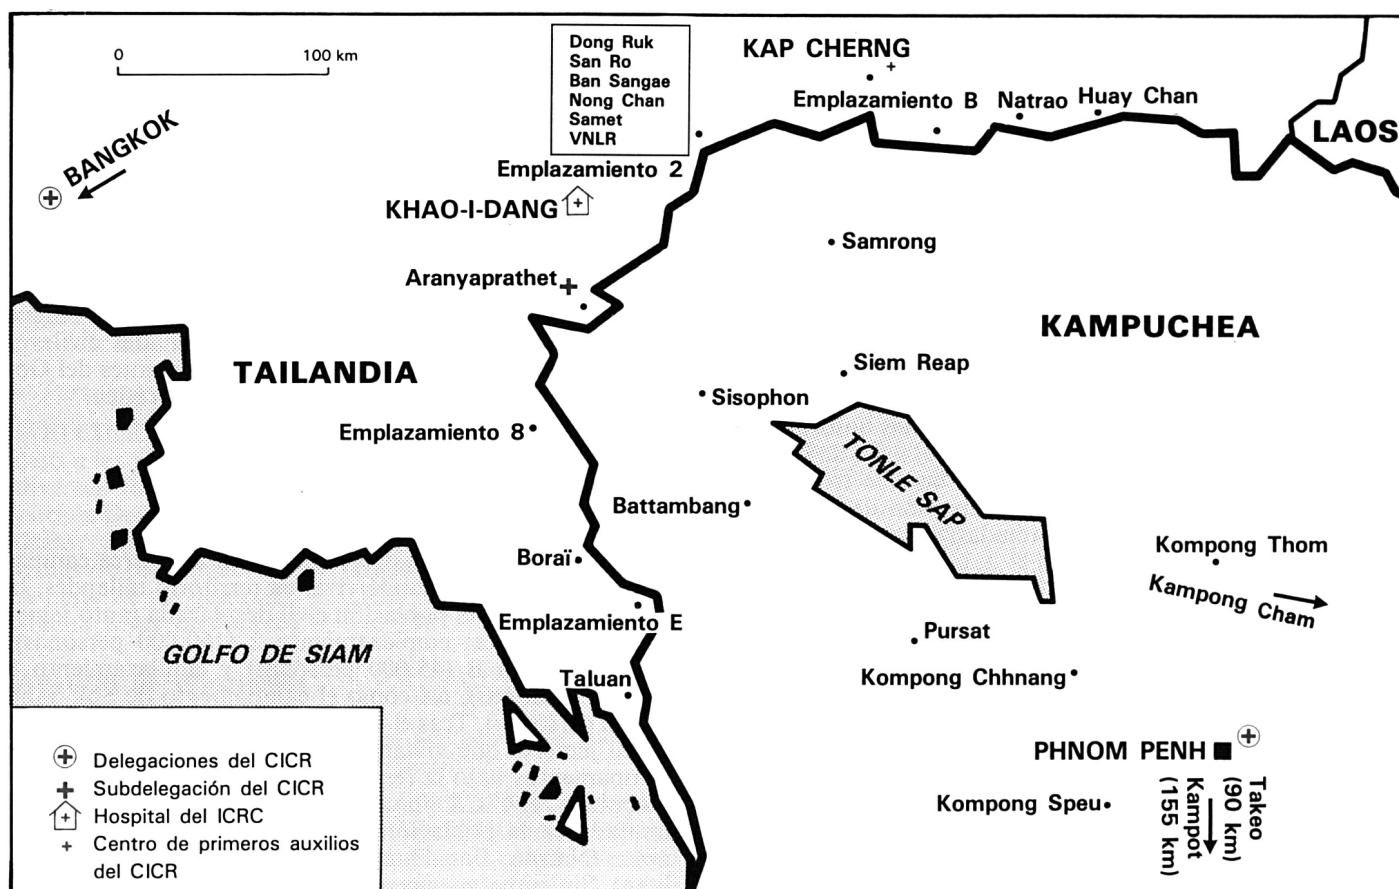 0
100 km
Dong Ruk
San Ro
Ban Sangae
Nong Chan
Samet
VNLR
KAP CHERNG
Emplazamiento B
Natrao
Huay Chan
LAOS
BANGKOK
Emplazamiento 2
KHAO-I-DANG
Samrong
Aranyaprathet
KAMPUCHEA
TAILANDIA
Siem Reap
Sisophon
Emplazamiento 8
TONLE SAP
Battambang
Boraï
Kompong Thom
Kampong Cham
Emplazamiento E
Pursat
GOLFO DE SIAM
Taluan
Kompong Chhnang
PHNOM PENH
Kompong Speu
Takeo
(90 km)
Kampot
(155 km)
Delegaciones del CICR
Subdelegación del CICR
Hospital del ICRC
Centro de primeros auxilios
del CICR